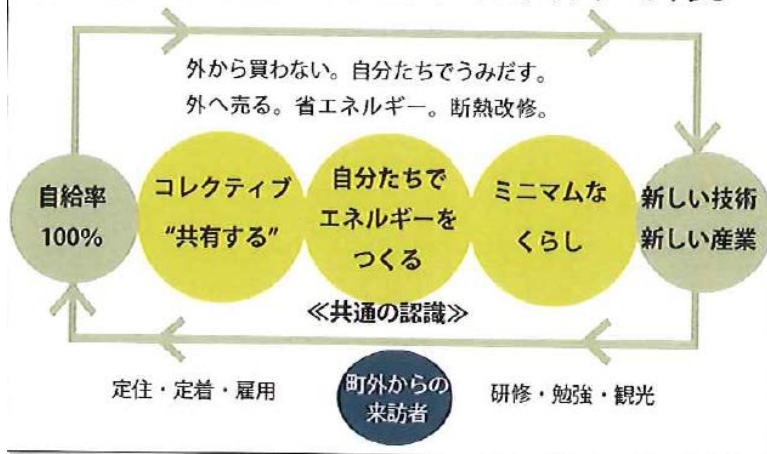 外から買わない。自分たちでうみだす。
外へ売る。省エネルギー。断熱改修。
自給率
100%
コレクティブ
“共有する”
自分たちで
エネルギーを
つくる
ミニマムな
くらし
新しい技術
新しい産業
≪共通の認識≫
定住・定着・雇用
町外からの
来訪者
研修・勉強・観光